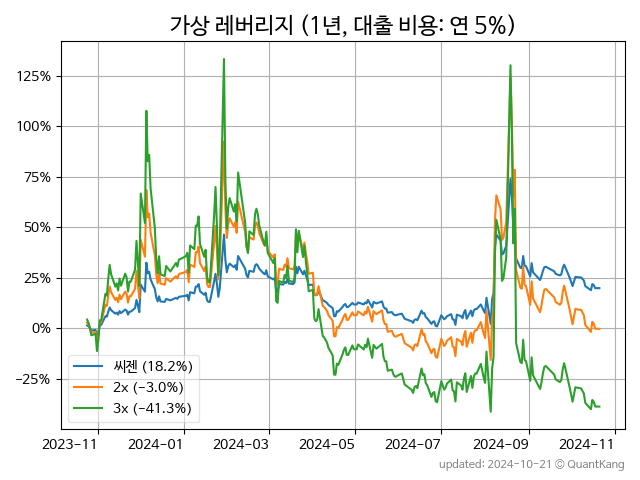 가상 레버리지 (1년, 대출 비용: 연 5%)
125%
100%
75%
50%
25%
0%
−25%
씨젠 (18.2%)
2x (−3.0%)
3x (−41.3%)
2023-11
2024-01
2024-03
2024-05
2024-07
2024-09
2024-11
updated: 2024-10-21 © QuantKang